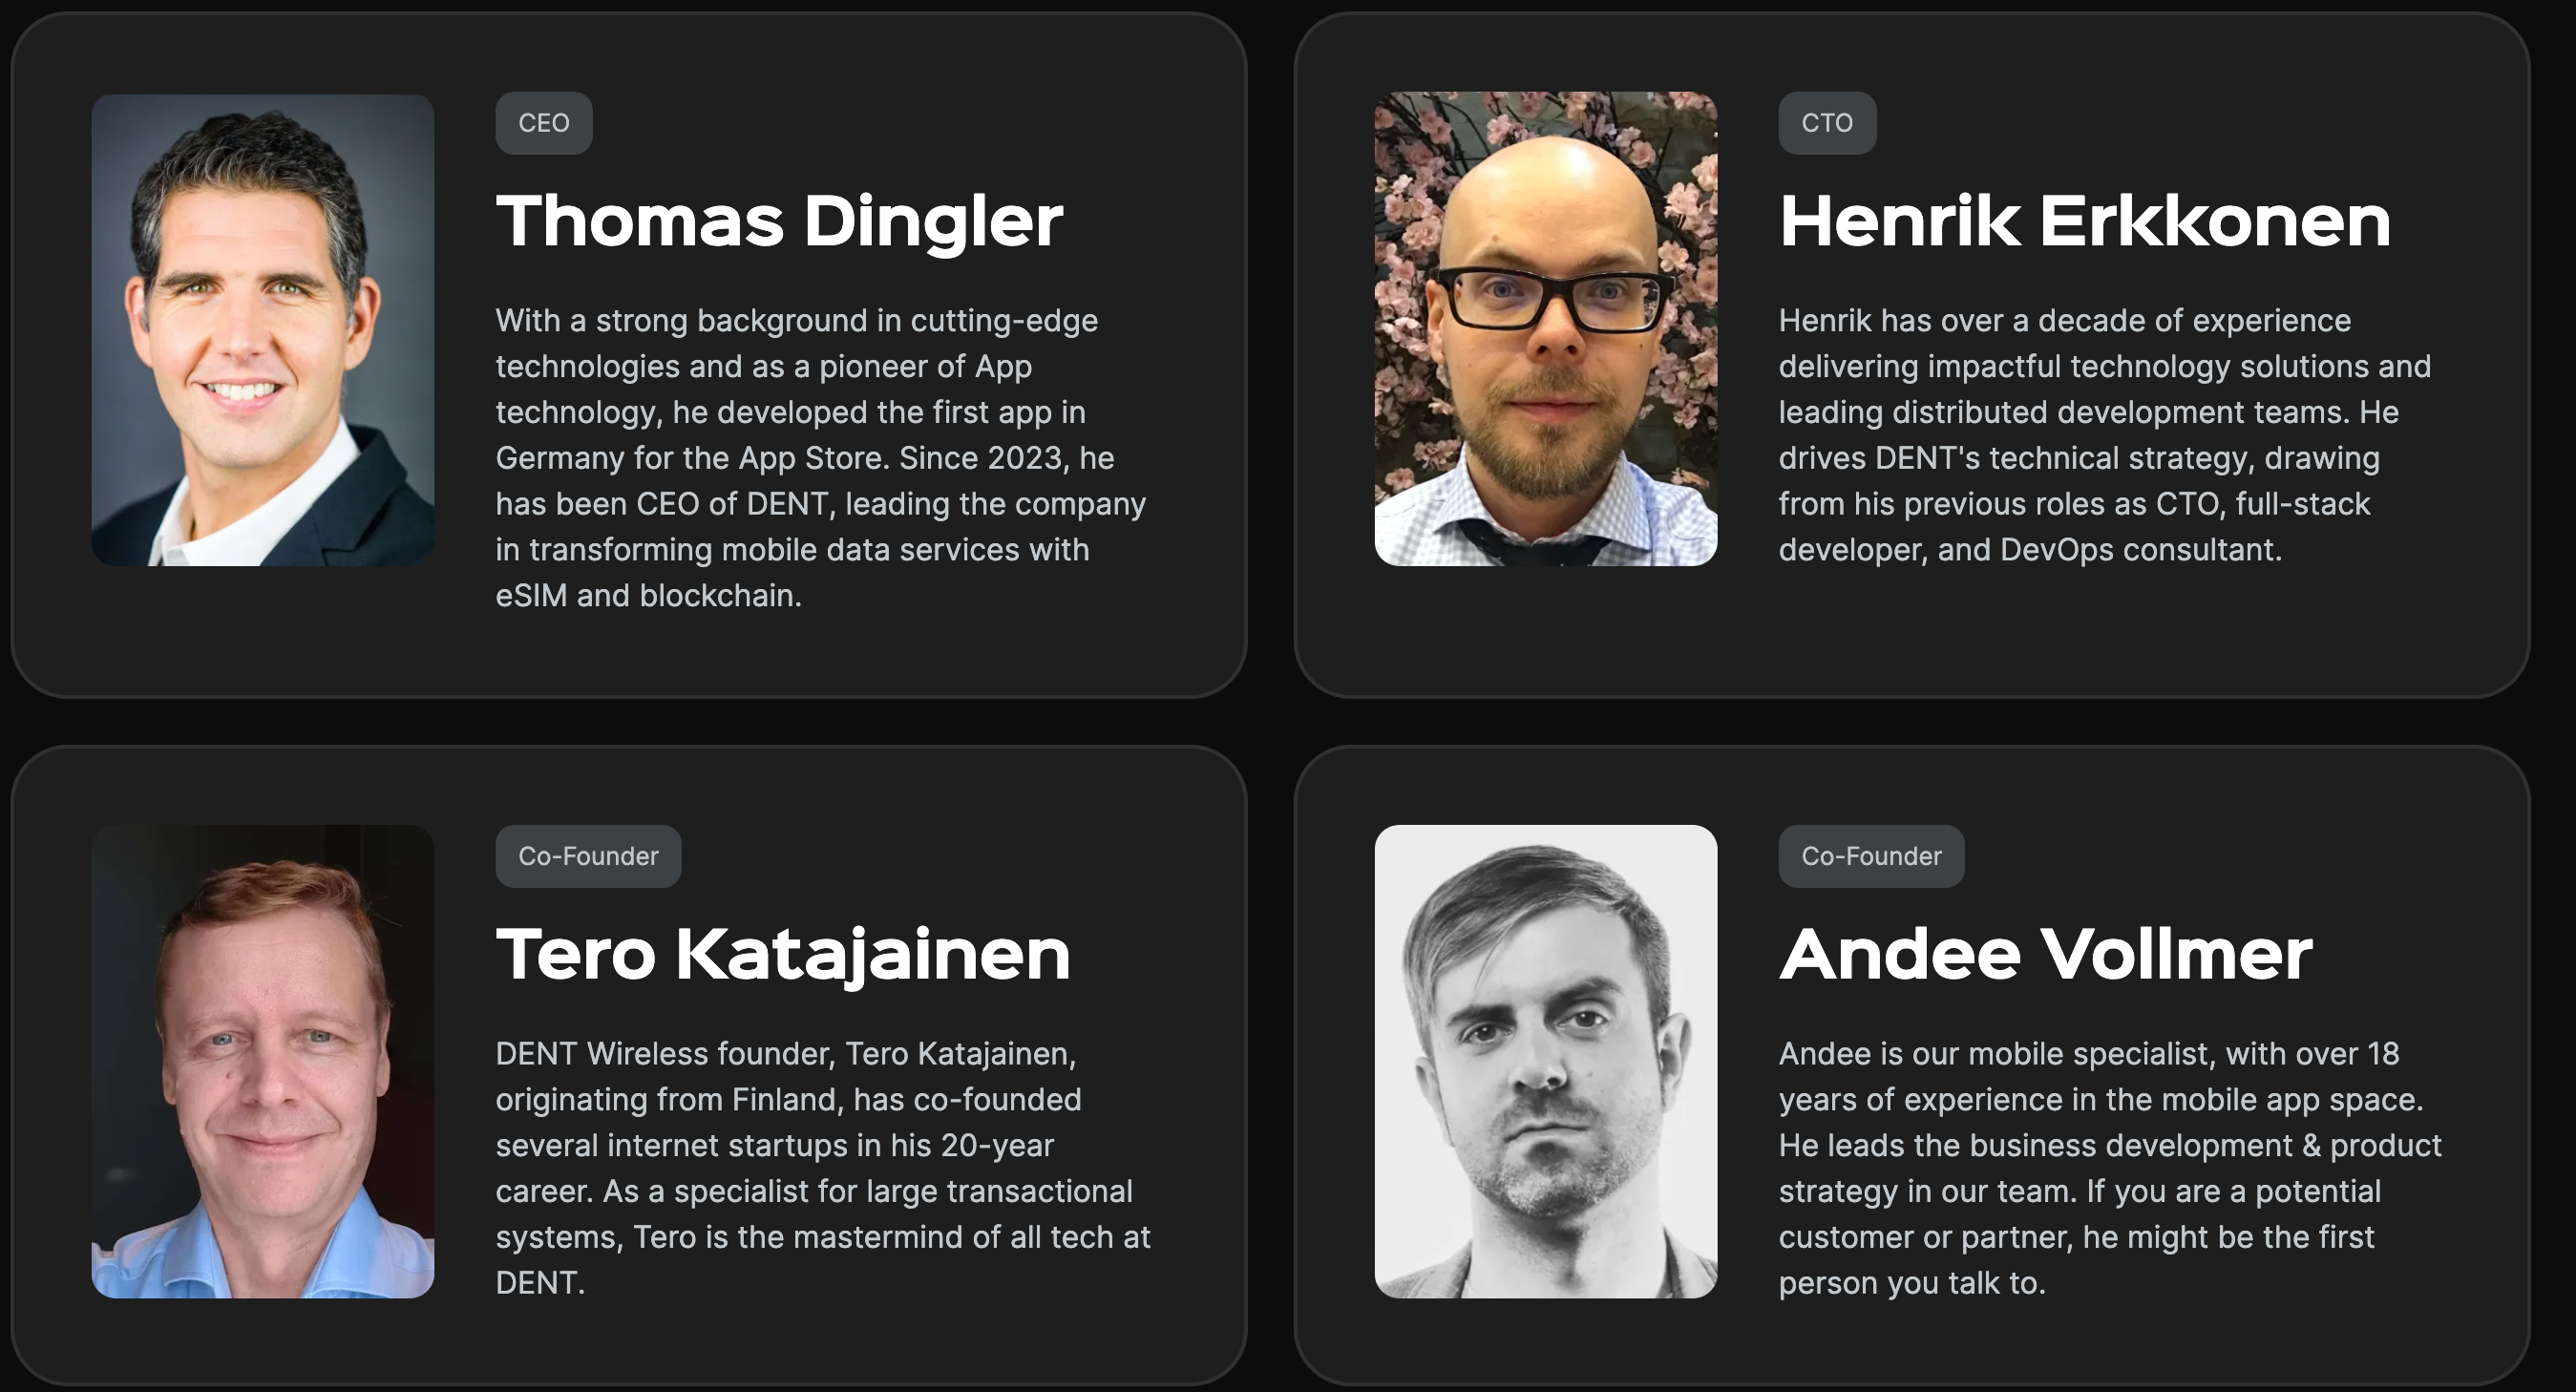 CEO
Thomas Dingler
With a strong background in cutting-edge
technologies and as a pioneer of App
technology, he developed the first app in
Germany for the App Store. Since 2023, he
has been CEO of DENT, leading the company
in transforming mobile data services with
eSIM and blockchain.
CTO
Henrik Erkkonen
Henrik has over a decade of experience
delivering impactful technology solutions and
leading distributed development teams. He
drives DENT's technical strategy, drawing
from his previous roles as CTO, full-stack
developer, and DevOps consultant.
Co-Founder
Tero Katajainen
DENT Wireless founder, Tero Katajainen,
originating from Finland, has co-founded
several internet startups in his 20-year
career. As a specialist for large transactional
systems, Tero is the mastermind of all tech at
DENT.
Co-Founder
Andee Vollmer
Andee is our mobile specialist, with over 18
years of experience in the mobile app space.
He leads the business development & product
strategy in our team. If you are a potential
customer or partner, he might be the first
person you talk to.